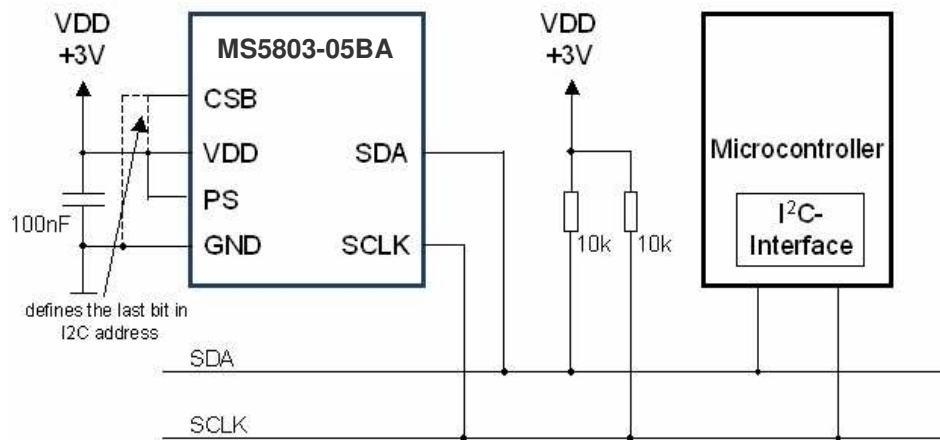 VDD
+3V
MS5803-05BA
CSB
VDD
PS
GND
SDA
SCLK
100nF
defines the last bit in
I2C address
VDD
+3V
10k
10k
Microcontroller
I²C-
Interface
SDA
SCLK